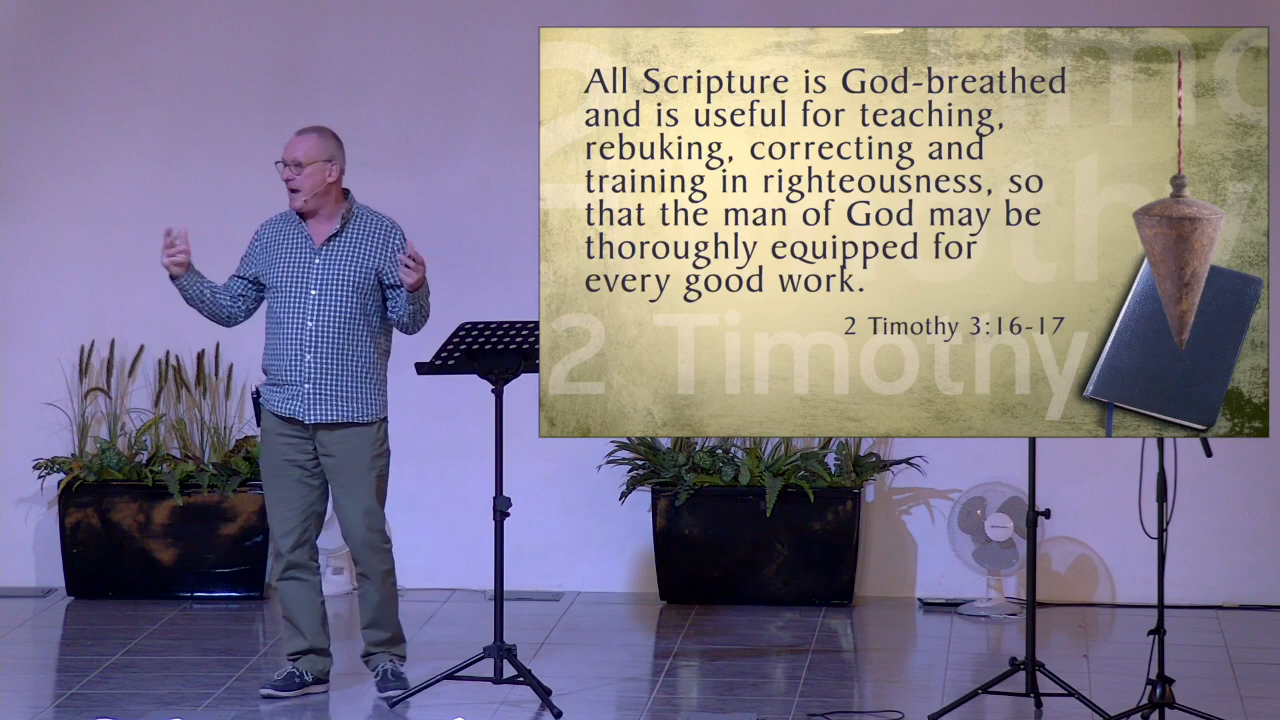 All Scripture is God-breathed
and is useful for teaching,
rebuking, correcting and
training in righteousness, so
that the man of God may be
thoroughly equipped for
every good work.
2 Timothy 3:16-17
2 Timothy